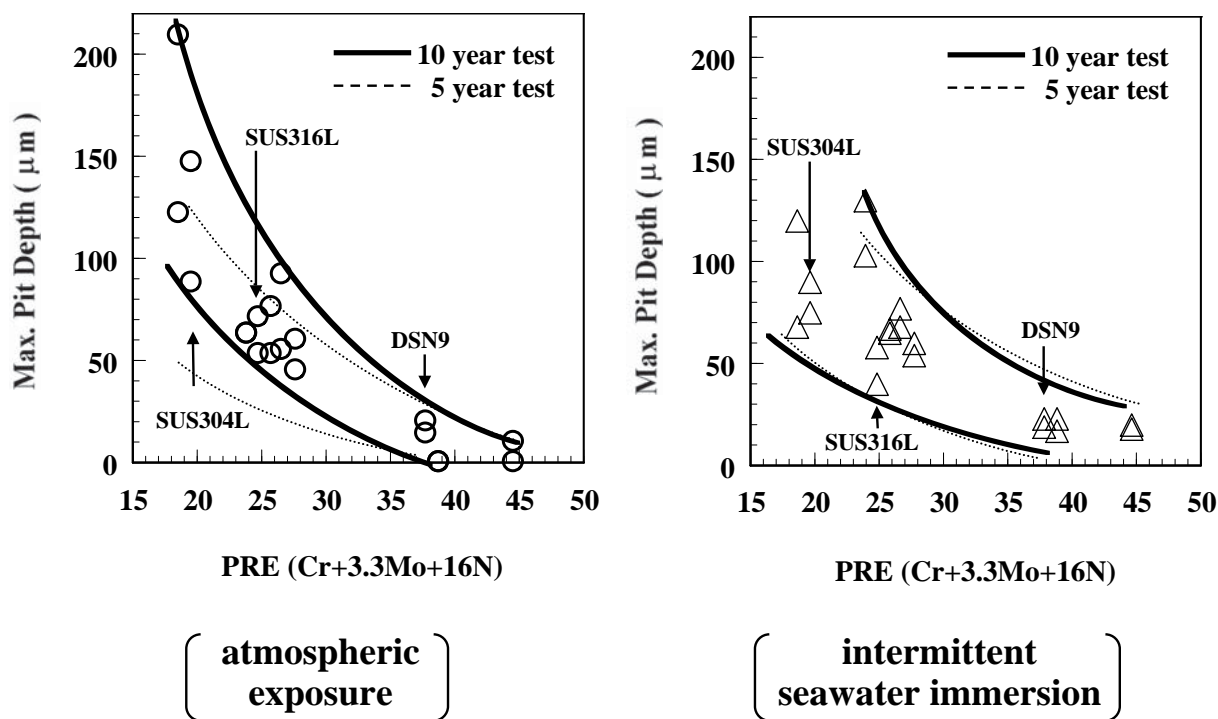 Max. Pit Depth ( μm )
200
150
100
50
0
10 year test
5 year test
SUS316L
DSN9
SUS304L
15 20 25 30 35 40 45 50
PRE (Cr+3.3Mo+16N)
atmospheric
exposure
Max. Pit Depth ( μm )
200
150
100
50
0
10 year test
5 year test
SUS304L
DSN9
SUS316L
15 20 25 30 35 40 45 50
PRE (Cr+3.3Mo+16N)
intermittent
seawater immersion